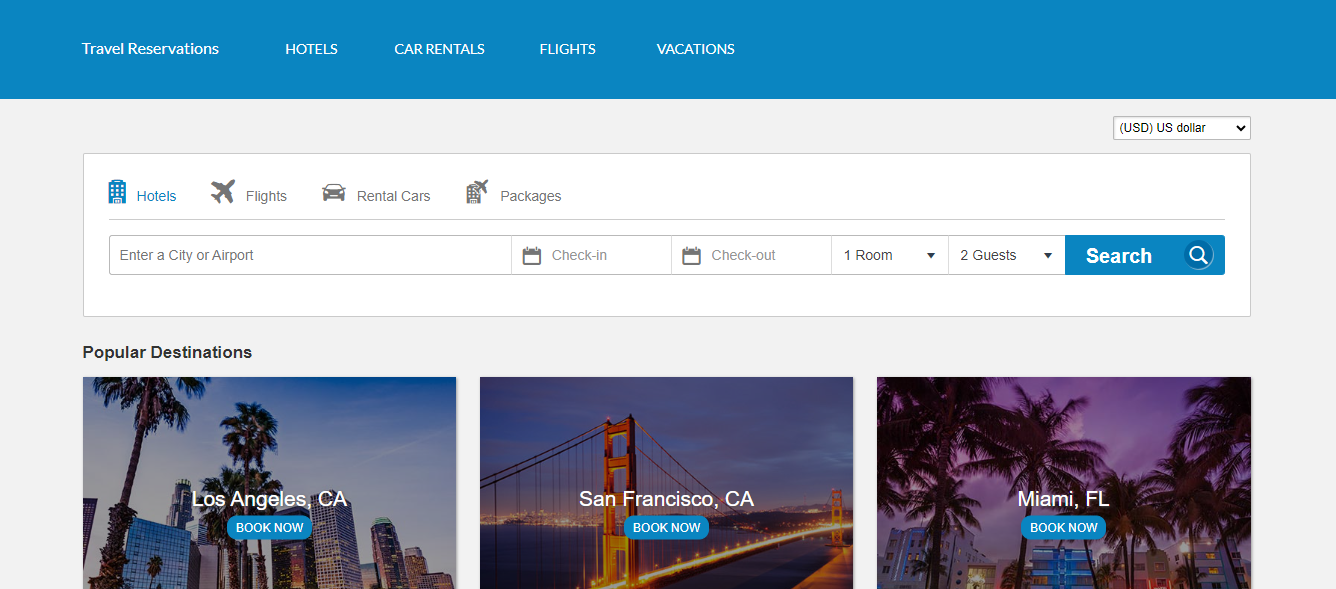 Travel Reservations HOTELS CAR RENTALS FLIGHTS VACATIONS
(USD) US dollar
Hotels Flights Rental Cars Packages
Enter a City or Airport Check-in Check-out 1 Room 2 Guests Search
Popular Destinations
Los Angeles, CA San Francisco, CA Miami, FL
BOOK NOW BOOK NOW BOOK NOW